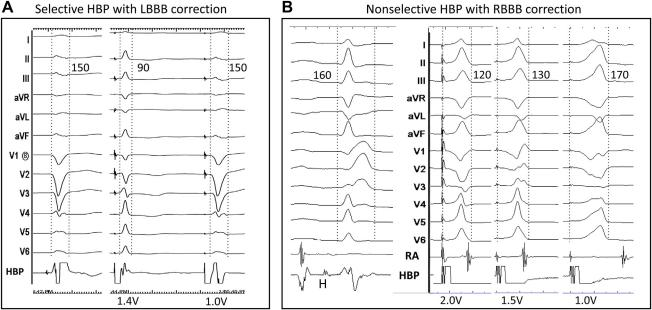 A Selective HBP with LBBB correction
I
II
III
aVR
aVL
aVF
V1
V2
V3
V4
V5
V6
HBP
150
90
150
1.4V
1.0V
B Nonselective HBP with RBBB correction
160
H
I
II
III
aVR
aVL
aVF
V1
V2
V3
V4
V5
V6
RA
HBP
120
130
170
2.0V
1.5V
1.0V